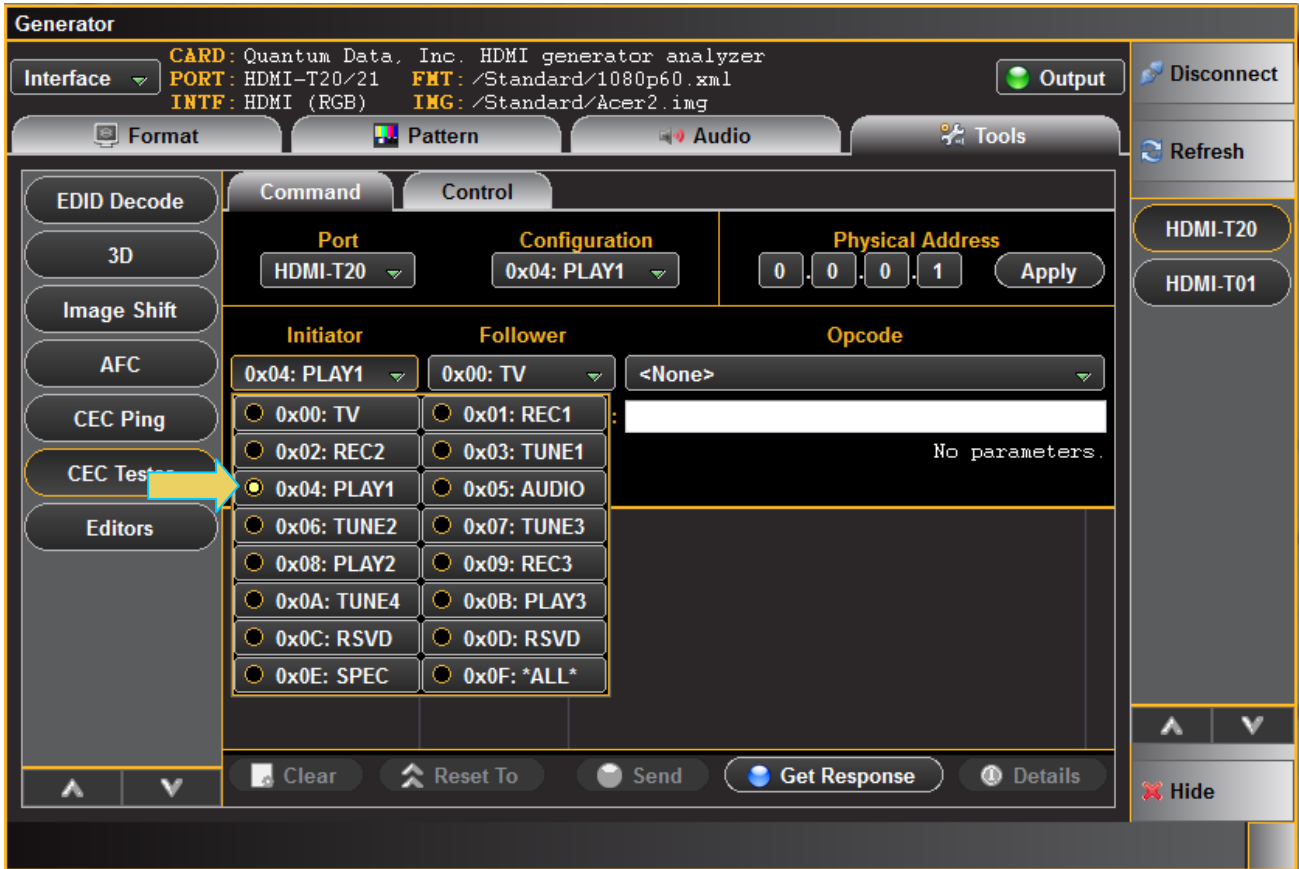 Generator
Interface
CARD: Quantum Data, Inc. HDMI generator analyzer
PORT: HDMI-T20/21 FMT: /Standard/1080p60.xml
INTF: HDMI (RGB) IMG: /Standard/Acer2.img
Output
Disconnect
Refresh
Format Pattern Audio Tools
EDID Decode
3D
Image Shift
AFC
CEC Ping
CEC Tes
Editors
Command Control
Port Configuration Physical Address
HDMI-T20 0x04: PLAY1 0 . 0 . 0 . 1 Apply
Initiator Follower Opcode
0x04: PLAY1 0x00: TV <None>
0x00: TV 0x01: REC1 :
0x02: REC2 0x03: TUNE1 No parameters.
0x04: PLAY1 0x05: AUDIO
0x06: TUNE2 0x07: TUNE3
0x08: PLAY2 0x09: REC3
0x0A: TUNE4 0x0B: PLAY3
0x0C: RSVD 0x0D: RSVD
0x0E: SPEC 0x0F: *ALL*
Clear Reset To Send Get Response Details
HDMI-T20
HDMI-T01
Hide